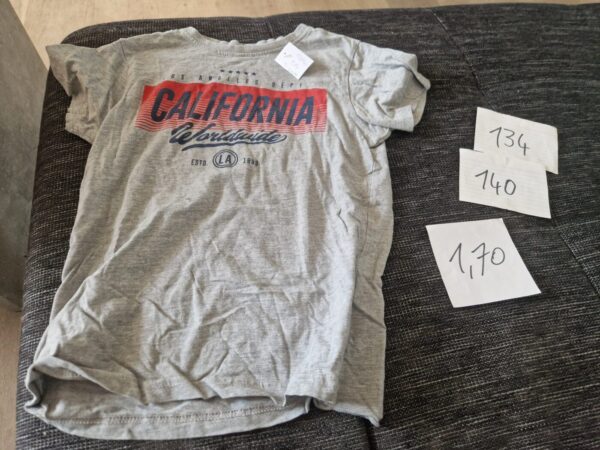 CALIFORNIA
Worldwide
ESTD. LA
134
140
1,70